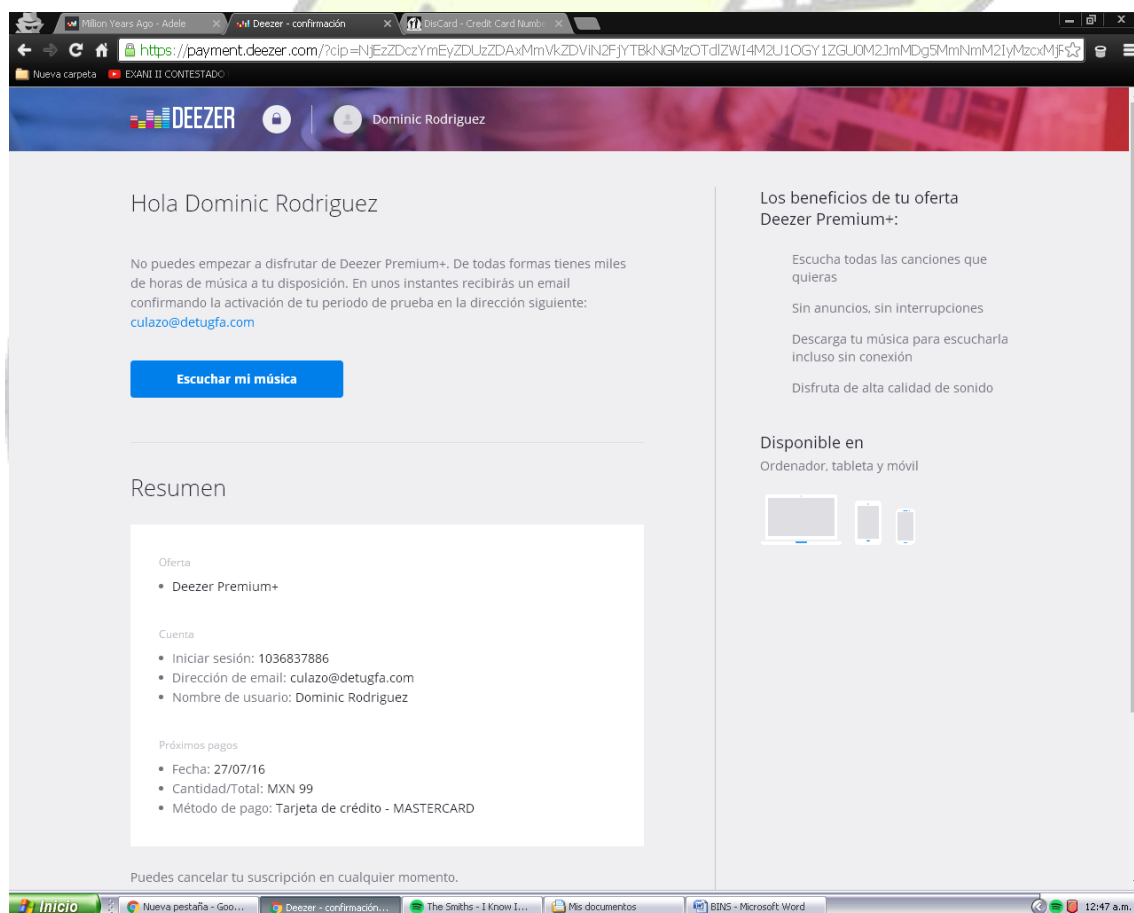 Million Years Ago - Adele
Deezer - confirmación
DisCard - Credit Card Numbe
Nueva carpeta
EXANI II CONTESTADO
DEEZER
Dominic Rodriguez
Hola Dominic Rodriguez
No puedes empezar a disfrutar de Deezer Premium+. De todas formas tienes miles
de horas de música a tu disposición. En unos instantes recibirás un email
confirmando la activación de tu periodo de prueba en la dirección siguiente:
culazo@detugfa.com
Escuchar mi música
Resumen
Oferta
Deezer Premium+
Cuenta
Iniciar sesión: 1036837886
Dirección de email: culazo@detugfa.com
Nombre de usuario: Dominic Rodriguez
Próximos pagos
Fecha: 27/07/16
Cantidad/Total: MXN 99
Método de pago: Tarjeta de crédito - MASTERCARD
Puedes cancelar tu suscripción en cualquier momento.
Los beneficios de tu oferta
Deezer Premium+:
Escucha todas las canciones que
quieras
Sin anuncios, sin interrupciones
Descarga tu música para escucharla
incluso sin conexión
Disfruta de alta calidad de sonido
Disponible en
Ordenador, tableta y móvil
Inicio
Nueva pestaña - Goo...
Deezer - confirmación...
The Smiths - I Know I...
Mis documentos
BINS - Microsoft Word
12:47 a.m.